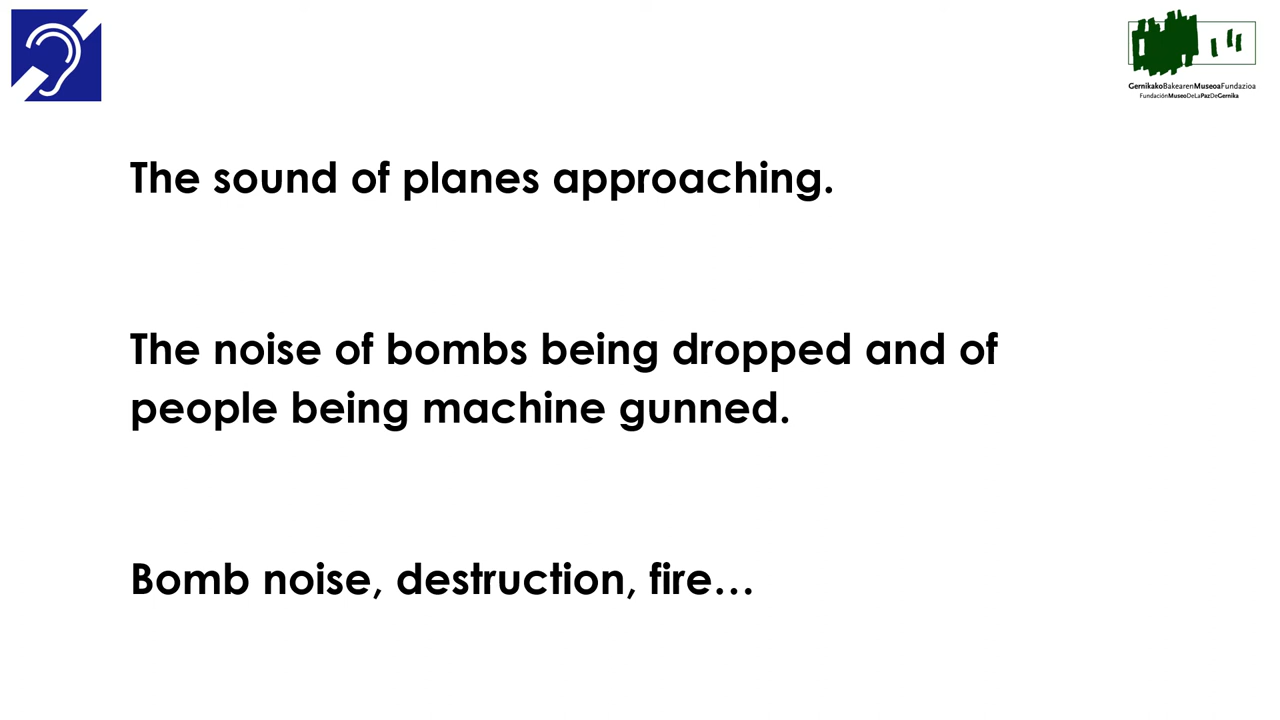 GernikakoBakearenMuseoaFundazioa
FundaciónMuseoDeLaPazDeGernika
The sound of planes approaching.
The noise of bombs being dropped and of
people being machine gunned.
Bomb noise, destruction, fire…